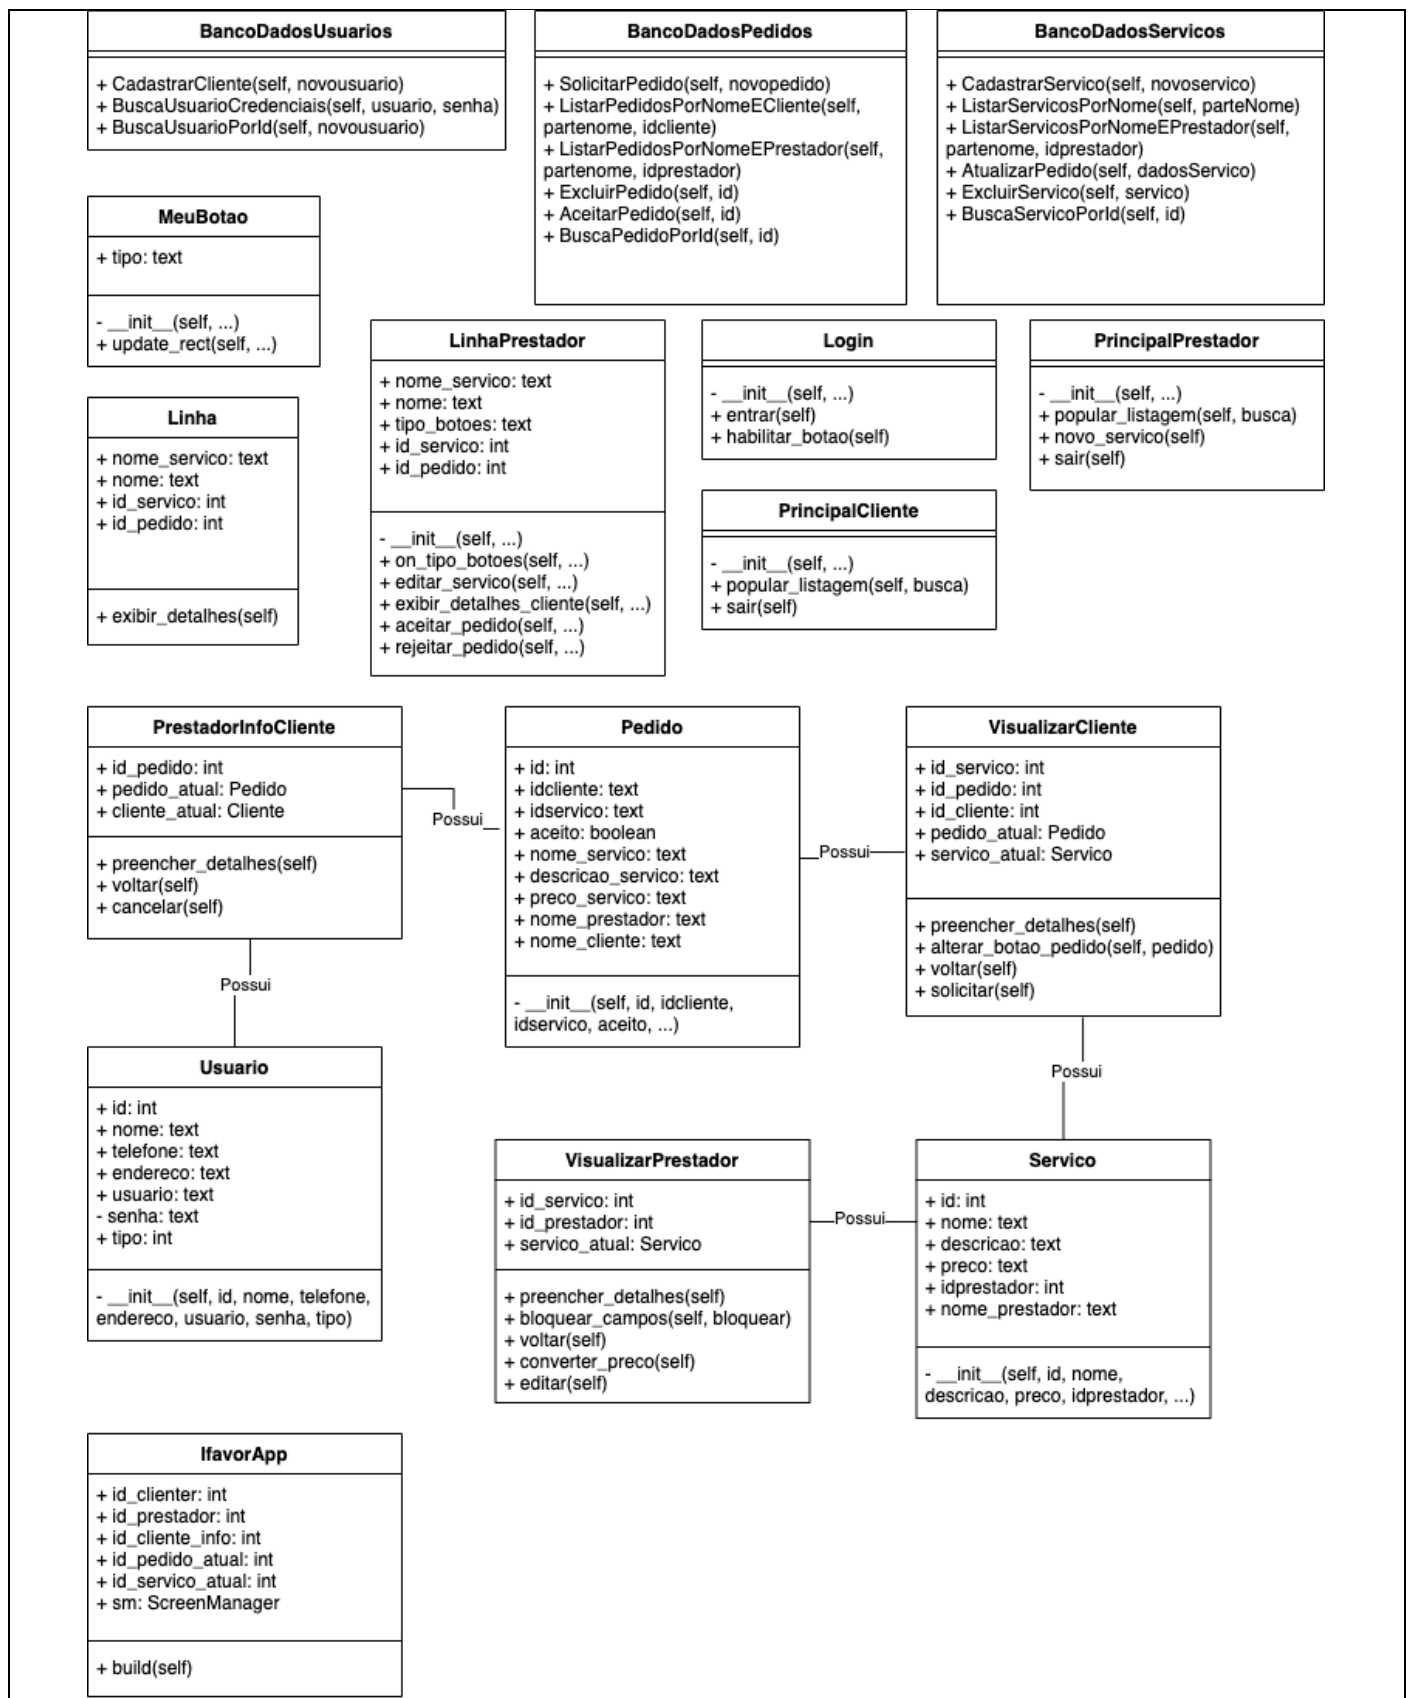 BancoDadosUsuarios
+ CadastrarCliente(self, novousuario)
+ BuscaUsuarioCredenciais(self, usuario, senha)
+ BuscaUsuarioPorId(self, novousuario)
BancoDadosPedidos
+ SolicitarPedido(self, novopedido)
+ ListarPedidosPorNomeECliente(self,
partenome, idcliente)
+ ListarPedidosPorNomeEPrestador(self,
partenome, idprestador)
+ ExcluirPedido(self, id)
+ AceitarPedido(self, id)
+ BuscaPedidoPorId(self, id)
BancoDadosServicos
+ CadastrarServico(self, novoservico)
+ ListarServicosPorNome(self, parteNome)
+ ListarServicosPorNomeEPrestador(self,
partenome, idprestador)
+ AtualizarPedido(self, dadosServico)
+ ExcluirServico(self, servico)
+ BuscaServicoPorId(self, id)
MeuBotao
+ tipo: text
- __init__(self, ...)
+ update_rect(self, ...)
Linha
+ nome_servico: text
+ nome: text
+ id_servico: int
+ id_pedido: int
+ exibir_detalhes(self)
LinhaPrestador
+ nome_servico: text
+ nome: text
+ tipo_botoes: text
+ id_servico: int
+ id_pedido: int
- __init__(self, ...)
+ on_tipo_botoes(self, ...)
+ editar_servico(self, ...)
+ exibir_detalhes_cliente(self, ...)
+ aceitar_pedido(self, ...)
+ rejeitar_pedido(self, ...)
Login
- __init__(self, ...)
+ entrar(self)
+ habilitar_botao(self)
PrincipalPrestador
- __init__(self, ...)
+ popular_listagem(self, busca)
+ novo_servico(self)
+ sair(self)
PrincipalCliente
- __init__(self, ...)
+ popular_listagem(self, busca)
+ sair(self)
PrestadorInfoCliente
+ id_pedido: int
+ pedido_atual: Pedido
+ cliente_atual: Cliente
+ preencher_detalhes(self)
+ voltar(self)
+ cancelar(self)
Possui
Pedido
+ id: int
+ idcliente: text
+ idservico: text
+ aceito: boolean
+ nome_servico: text
+ descricao_servico: text
+ preco_servico: text
+ nome_prestador: text
+ nome_cliente: text
- __init__(self, id, idcliente,
idservico, aceito, ...)
Possui
VisualizarCliente
+ id_servico: int
+ id_pedido: int
+ id_cliente: int
+ pedido_atual: Pedido
+ servico_atual: Servico
+ preencher_detalhes(self)
+ alterar_botao_pedido(self, pedido)
+ voltar(self)
+ solicitar(self)
Possui
Possui
Usuario
+ id: int
+ nome: text
+ telefone: text
+ endereco: text
+ usuario: text
- senha: text
+ tipo: int
- __init__(self, id, nome, telefone,
endereco, usuario, senha, tipo)
VisualizarPrestador
+ id_servico: int
+ id_prestador: int
+ servico_atual: Servico
+ preencher_detalhes(self)
+ bloquear_campos(self, bloquear)
+ voltar(self)
+ converter_preco(self)
+ editar(self)
Possui
Servico
+ id: int
+ nome: text
+ descricao: text
+ preco: text
+ idprestador: int
+ nome_prestador: text
- __init__(self, id, nome,
descricao, preco, idprestador, ...)
IfavorApp
+ id_clienter: int
+ id_prestador: int
+ id_cliente_info: int
+ id_pedido_atual: int
+ id_servico_atual: int
+ sm: ScreenManager
+ build(self)